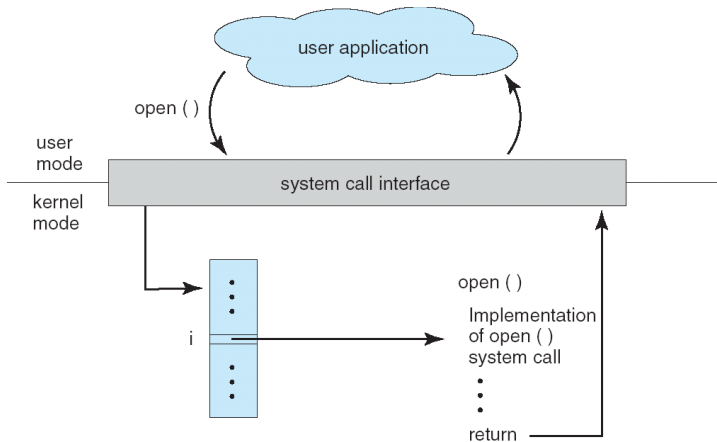 user application
open ( )
user
mode
system call interface
kernel
mode
open ( )
i
Implementation
of open ( )
system call
return